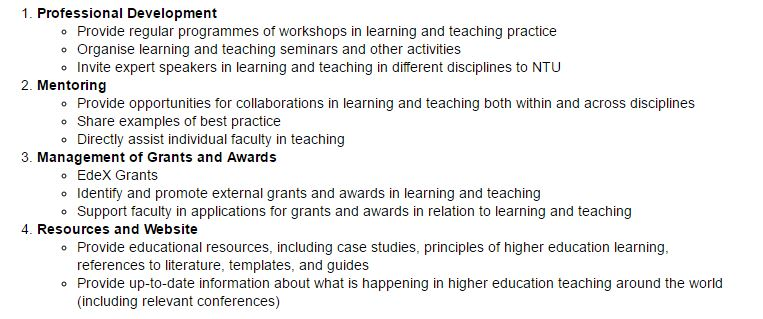 1. Professional Development
∘ Provide regular programmes of workshops in learning and teaching practice
∘ Organise learning and teaching seminars and other activities
∘ Invite expert speakers in learning and teaching in different disciplines to NTU
2. Mentoring
∘ Provide opportunities for collaborations in learning and teaching both within and across disciplines
∘ Share examples of best practice
∘ Directly assist individual faculty in teaching
3. Management of Grants and Awards
∘ EdeX Grants
∘ Identify and promote external grants and awards in learning and teaching
∘ Support faculty in applications for grants and awards in relation to learning and teaching
4. Resources and Website
∘ Provide educational resources, including case studies, principles of higher education learning,
references to literature, templates, and guides
∘ Provide up-to-date information about what is happening in higher education teaching around the world
(including relevant conferences)